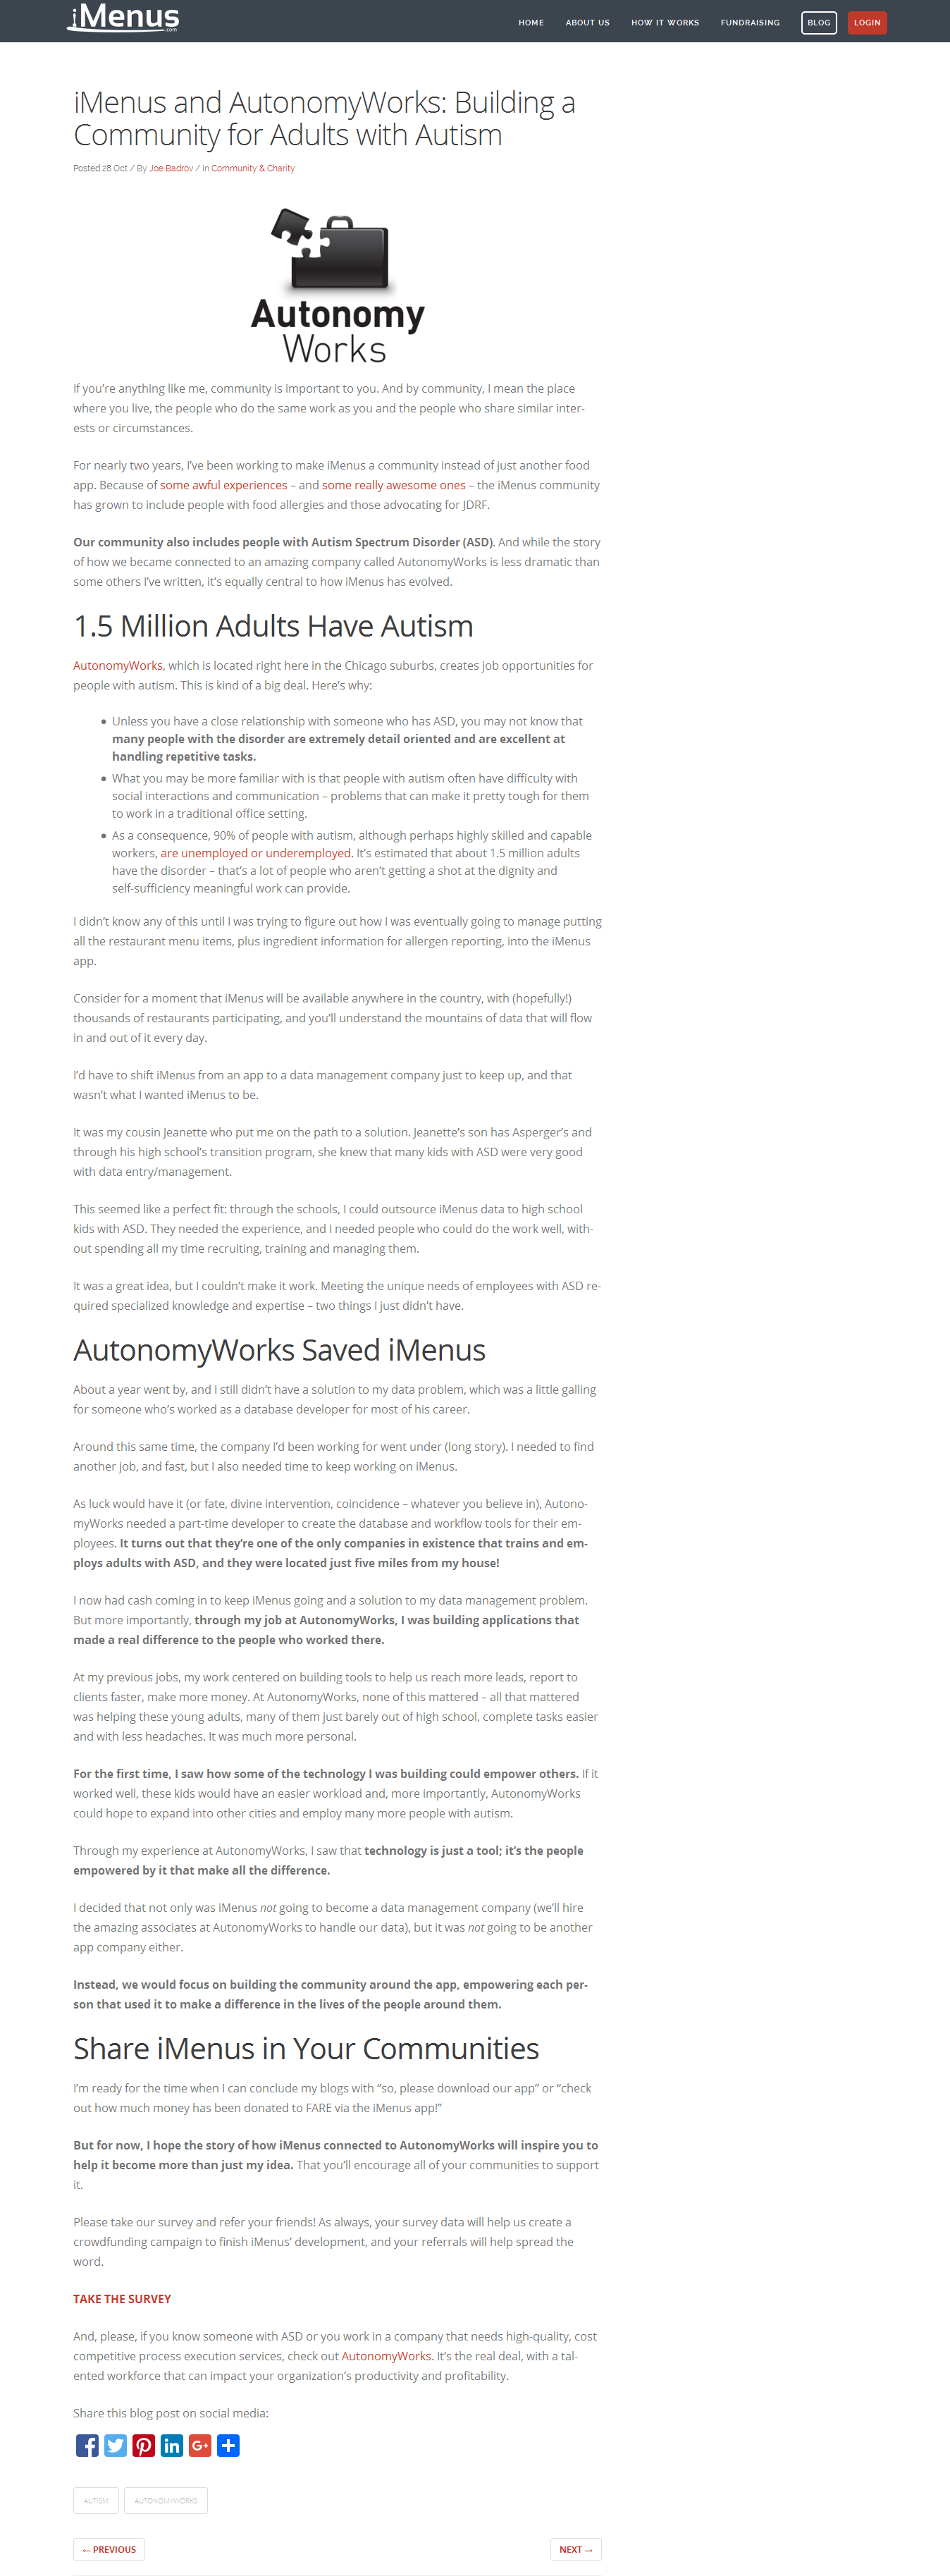 iMenus.com
HOME
ABOUT US
HOW IT WORKS
FUNDRAISING
BLOG
LOGIN
iMenus and AutonomyWorks: Building a
Community for Adults with Autism
Posted 28 Oct / By Joe Badrov / In Community & Charity
Autonomy
Works
If you’re anything like me, community is important to you. And by community, I mean the place
where you live, the people who do the same work as you and the people who share similar inter-
ests or circumstances.
For nearly two years, I’ve been working to make iMenus a community instead of just another food
app. Because of some awful experiences – and some really awesome ones – the iMenus community
has grown to include people with food allergies and those advocating for JDRF.
Our community also includes people with Autism Spectrum Disorder (ASD). And while the story
of how we became connected to an amazing company called AutonomyWorks is less dramatic than
some others I’ve written, it’s equally central to how iMenus has evolved.
1.5 Million Adults Have Autism
AutonomyWorks, which is located right here in the Chicago suburbs, creates job opportunities for
people with autism. This is kind of a big deal. Here’s why:
● Unless you have a close relationship with someone who has ASD, you may not know that
many people with the disorder are extremely detail oriented and are excellent at
handling repetitive tasks.
● What you may be more familiar with is that people with autism often have difficulty with
social interactions and communication – problems that can make it pretty tough for them
to work in a traditional office setting.
● As a consequence, 90% of people with autism, although perhaps highly skilled and capable
workers, are unemployed or underemployed. It’s estimated that about 1.5 million adults
have the disorder – that’s a lot of people who aren’t getting a shot at the dignity and
self-sufficiency meaningful work can provide.
I didn’t know any of this until I was trying to figure out how I was eventually going to manage putting
all the restaurant menu items, plus ingredient information for allergen reporting, into the iMenus
app.
Consider for a moment that iMenus will be available anywhere in the country, with (hopefully!)
thousands of restaurants participating, and you’ll understand the mountains of data that will flow
in and out of it every day.
I’d have to shift iMenus from an app to a data management company just to keep up, and that
wasn’t what I wanted iMenus to be.
It was my cousin Jeanette who put me on the path to a solution. Jeanette’s son has Asperger’s and
through his high school’s transition program, she knew that many kids with ASD were very good
with data entry/management.
This seemed like a perfect fit: through the schools, I could outsource iMenus data to high school
kids with ASD. They needed the experience, and I needed people who could do the work well, with-
out spending all my time recruiting, training and managing them.
It was a great idea, but I couldn’t make it work. Meeting the unique needs of employees with ASD re-
quired specialized knowledge and expertise – two things I just didn’t have.
AutonomyWorks Saved iMenus
About a year went by, and I still didn’t have a solution to my data problem, which was a little galling
for someone who’s worked as a database developer for most of his career.
Around this same time, the company I’d been working for went under (long story). I needed to find
another job, and fast, but I also needed time to keep working on iMenus.
As luck would have it (or fate, divine intervention, coincidence – whatever you believe in), Autono-
myWorks needed a part-time developer to create the database and workflow tools for their em-
ployees. It turns out that they’re one of the only companies in existence that trains and em-
ploys adults with ASD, and they were located just five miles from my house!
I now had cash coming in to keep iMenus going and a solution to my data management problem.
But more importantly, through my job at AutonomyWorks, I was building applications that
made a real difference to the people who worked there.
At my previous jobs, my work centered on building tools to help us reach more leads, report to
clients faster, make more money. At AutonomyWorks, none of this mattered – all that mattered
was helping these young adults, many of them just barely out of high school, complete tasks easier
and with less headaches. It was much more personal.
For the first time, I saw how some of the technology I was building could empower others. If it
worked well, these kids would have an easier workload and, more importantly, AutonomyWorks
could hope to expand into other cities and employ many more people with autism.
Through my experience at AutonomyWorks, I saw that technology is just a tool; it’s the people
empowered by it that make all the difference.
I decided that not only was iMenus not going to become a data management company (we’ll hire
the amazing associates at AutonomyWorks to handle our data), but it was not going to be another
app company either.
Instead, we would focus on building the community around the app, empowering each per-
son that used it to make a difference in the lives of the people around them.
Share iMenus in Your Communities
I’m ready for the time when I can conclude my blogs with “so, please download our app” or “check
out how much money has been donated to FARE via the iMenus app!”
But for now, I hope the story of how iMenus connected to AutonomyWorks will inspire you to
help it become more than just my idea. That you’ll encourage all of your communities to support
it.
Please take our survey and refer your friends! As always, your survey data will help us create a
crowdfunding campaign to finish iMenus’ development, and your referrals will help spread the
word.
TAKE THE SURVEY
And, please, if you know someone with ASD or you work in a company that needs high-quality, cost
competitive process execution services, check out AutonomyWorks. It’s the real deal, with a tal-
ented workforce that can impact your organization’s productivity and profitability.
Share this blog post on social media:
AUTISM
AUTONOMYWORKS
← PREVIOUS
NEXT →